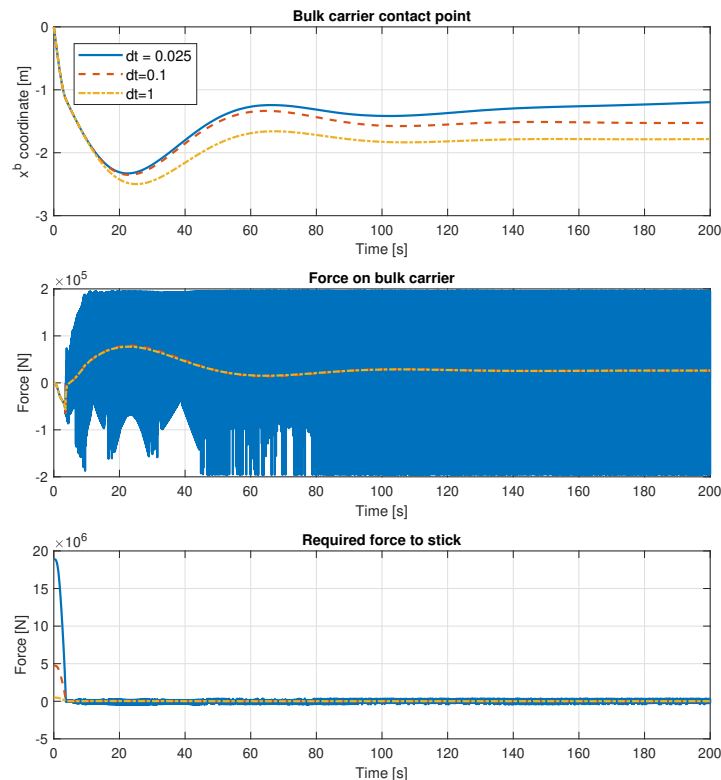 Bulk carrier contact point
0
-1
-2
-3
x^b coordinate [m]
dt = 0.025
dt=0.1
dt=1
0 20 40 60 80 100 120 140 160 180 200
Time [s]
Force on bulk carrier
×10^5
2
1
0
-1
-2
Force [N]
0 20 40 60 80 100 120 140 160 180 200
Time [s]
Required force to stick
×10^6
20
15
10
5
0
-5
Force [N]
0 20 40 60 80 100 120 140 160 180 200
Time [s]